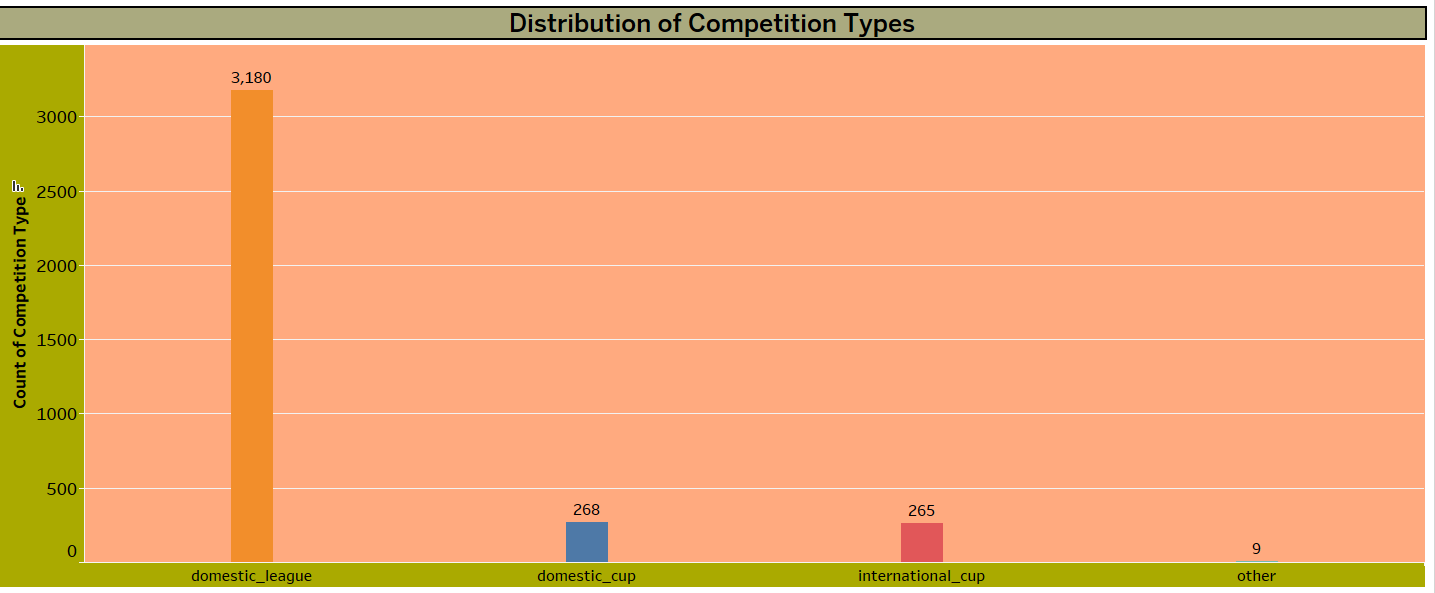 Distribution of Competition Types
Count of Competition Type
3000
2500
2000
1500
1000
500
0
3,180
268
265
9
domestic_league
domestic_cup
international_cup
other